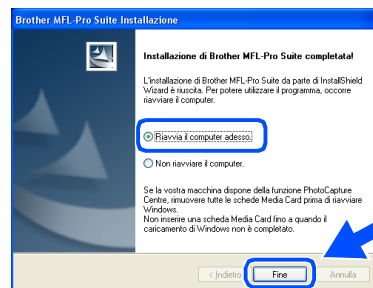 Brother MFL-Pro Suite Installazione
Installazione di Brother MFL-Pro Suite completata!
L'installazione di Brother MFL-Pro Suite da parte di InstallShield
Wizard è riuscita. Per potere utilizzare il programma, occorre
riavviare il computer.
Riavvia il computer adesso.
Non riavviare il computer.
Se la vostra macchina dispone della funzione PhotoCapture
Centre, rimuovere tutte le schede Media Card prima di riavviare
Windows.
Non inserire una scheda Media Card fino a quando il
caricamento di Windows non è completato.
< Indietro Fine Annulla